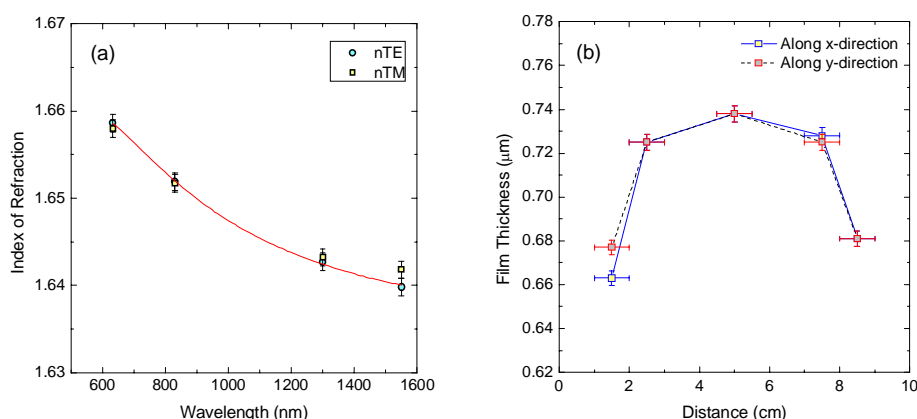 (a)
nTE
nTM
1.67
1.66
1.65
1.64
1.63
Index of Refraction
600
800
1000
1200
1400
1600
Wavelength (nm)
(b)
Along x-direction
Along y-direction
0.78
0.76
0.74
0.72
0.70
0.68
0.66
0.64
0.62
Film Thickness (μm)
0
2
4
6
8
10
Distance (cm)